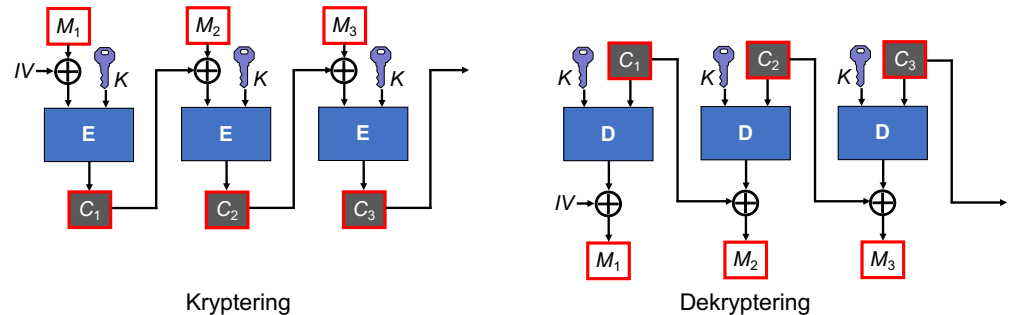 M₁ M₂ M₃
IV K K K
E E E
C₁ C₂ C₃
Kryptering
C₁ C₂ C₃
K K K
D D D
IV
M₁ M₂ M₃
Dekryptering